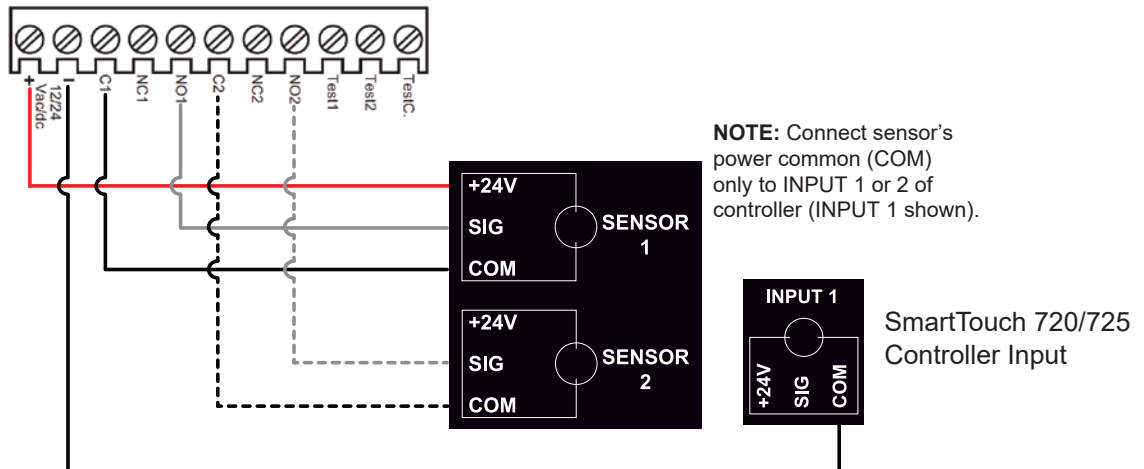 +
12/24
Vac/dc
I
C1
NC1
NO1
C2
NC2
NO2
Test1
Test2
TestC.
NOTE: Connect sensor's
power common (COM)
only to INPUT 1 or 2 of
controller (INPUT 1 shown).
+24V
SIG
COM
SENSOR
1
+24V
SIG
COM
SENSOR
2
INPUT 1
+24V
SIG
COM
SmartTouch 720/725
Controller Input